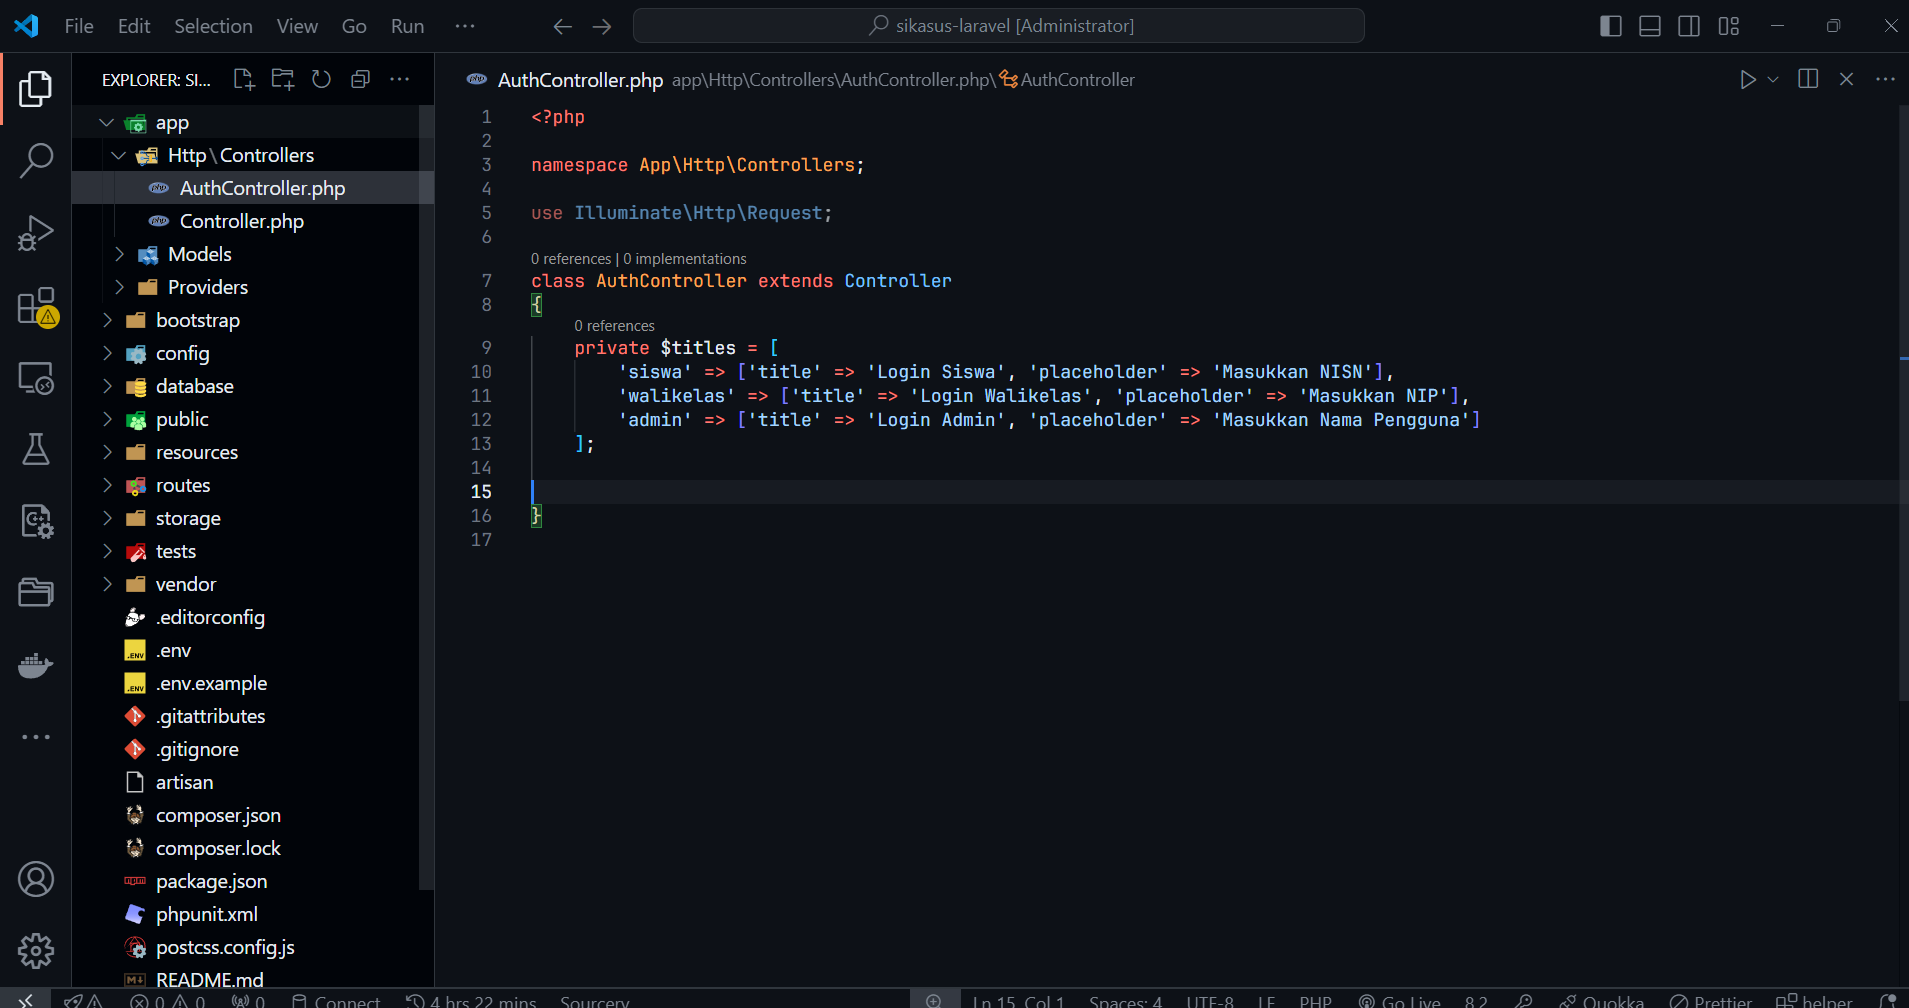 File Edit Selection View Go Run ···
sikasus-laravel [Administrator]
EXPLORER: SI...
AuthController.php app\Http\Controllers\AuthController.php\ AuthController
app
Http\Controllers
AuthController.php
Controller.php
Models
Providers
bootstrap
config
database
public
resources
routes
storage
tests
vendor
.editorconfig
.env
.env.example
.gitattributes
.gitignore
artisan
composer.json
composer.lock
package.json
phpunit.xml
postcss.config.js
README.md
1 <?php
2
3 namespace App\Http\Controllers;
4
5 use Illuminate\Http\Request;
6
0 references | 0 implementations
7 class AuthController extends Controller
8 {
0 references
9 private $titles = [
10 'siswa' => ['title' => 'Login Siswa', 'placeholder' => 'Masukkan NISN'],
11 'walikelas' => ['title' => 'Login Walikelas', 'placeholder' => 'Masukkan NIP'],
12 'admin' => ['title' => 'Login Admin', 'placeholder' => 'Masukkan Nama Pengguna']
13 ];
14
15
16 }
17
0 0 0 Connect 4 hrs 22 mins Sourcery Ln 15, Col 1 Spaces: 4 UTF-8 LF PHP Go Live 8.2 Quokka Prettier helper